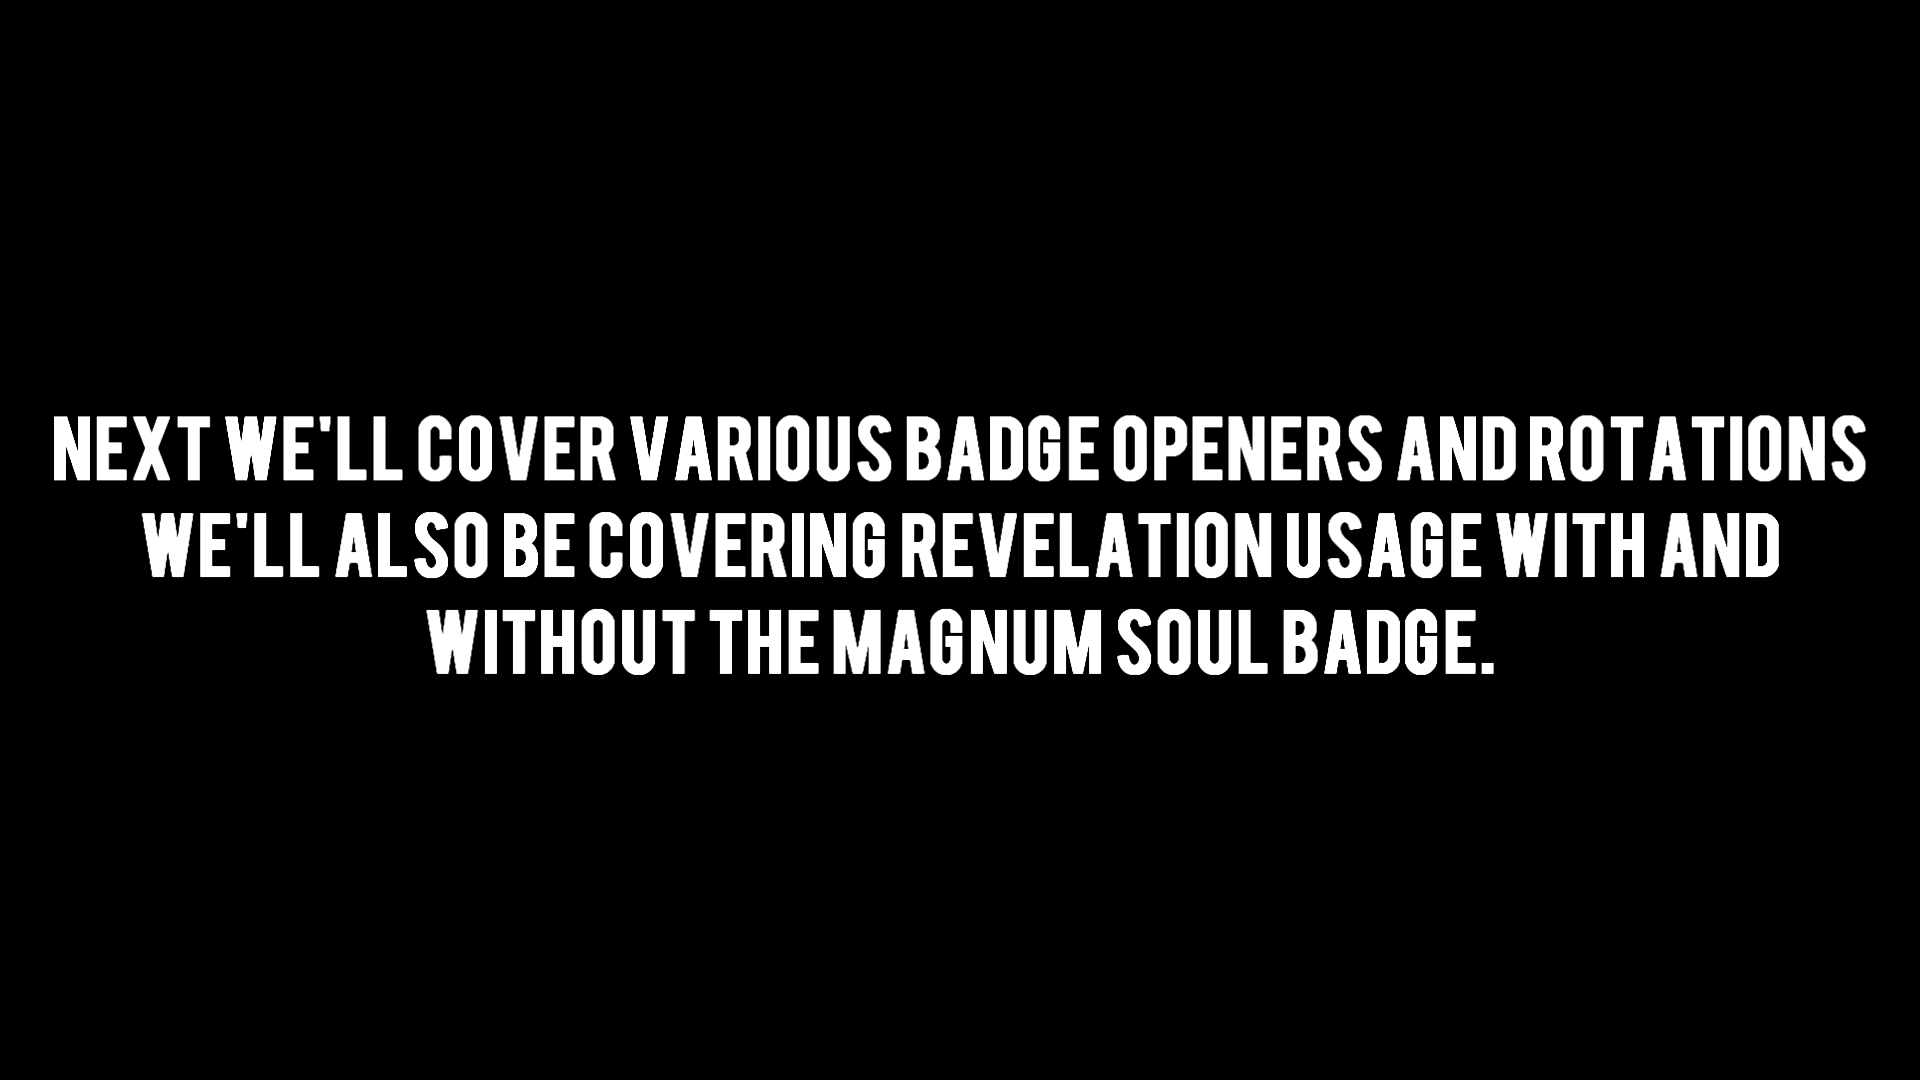 NEXT WE'LL COVER VARIOUS BADGE OPENERS AND ROTATIONS
WE'LL ALSO BE COVERING REVELATION USAGE WITH AND
WITHOUT THE MAGNUM SOUL BADGE.